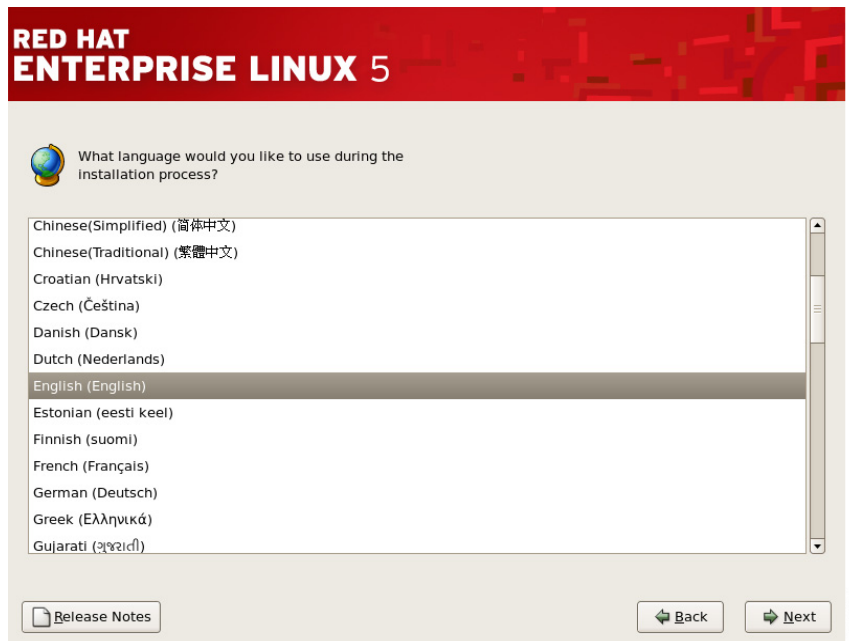 RED HAT
ENTERPRISE LINUX 5
What language would you like to use during the
installation process?
Chinese(Simplified) (简体中文)
Chinese(Traditional) (繁體中文)
Croatian (Hrvatski)
Czech (Čeština)
Danish (Dansk)
Dutch (Nederlands)
English (English)
Estonian (eesti keel)
Finnish (suomi)
French (Français)
German (Deutsch)
Greek (Ελληνικά)
Gujarati (ગુજરાતી)
Release Notes
Back
Next